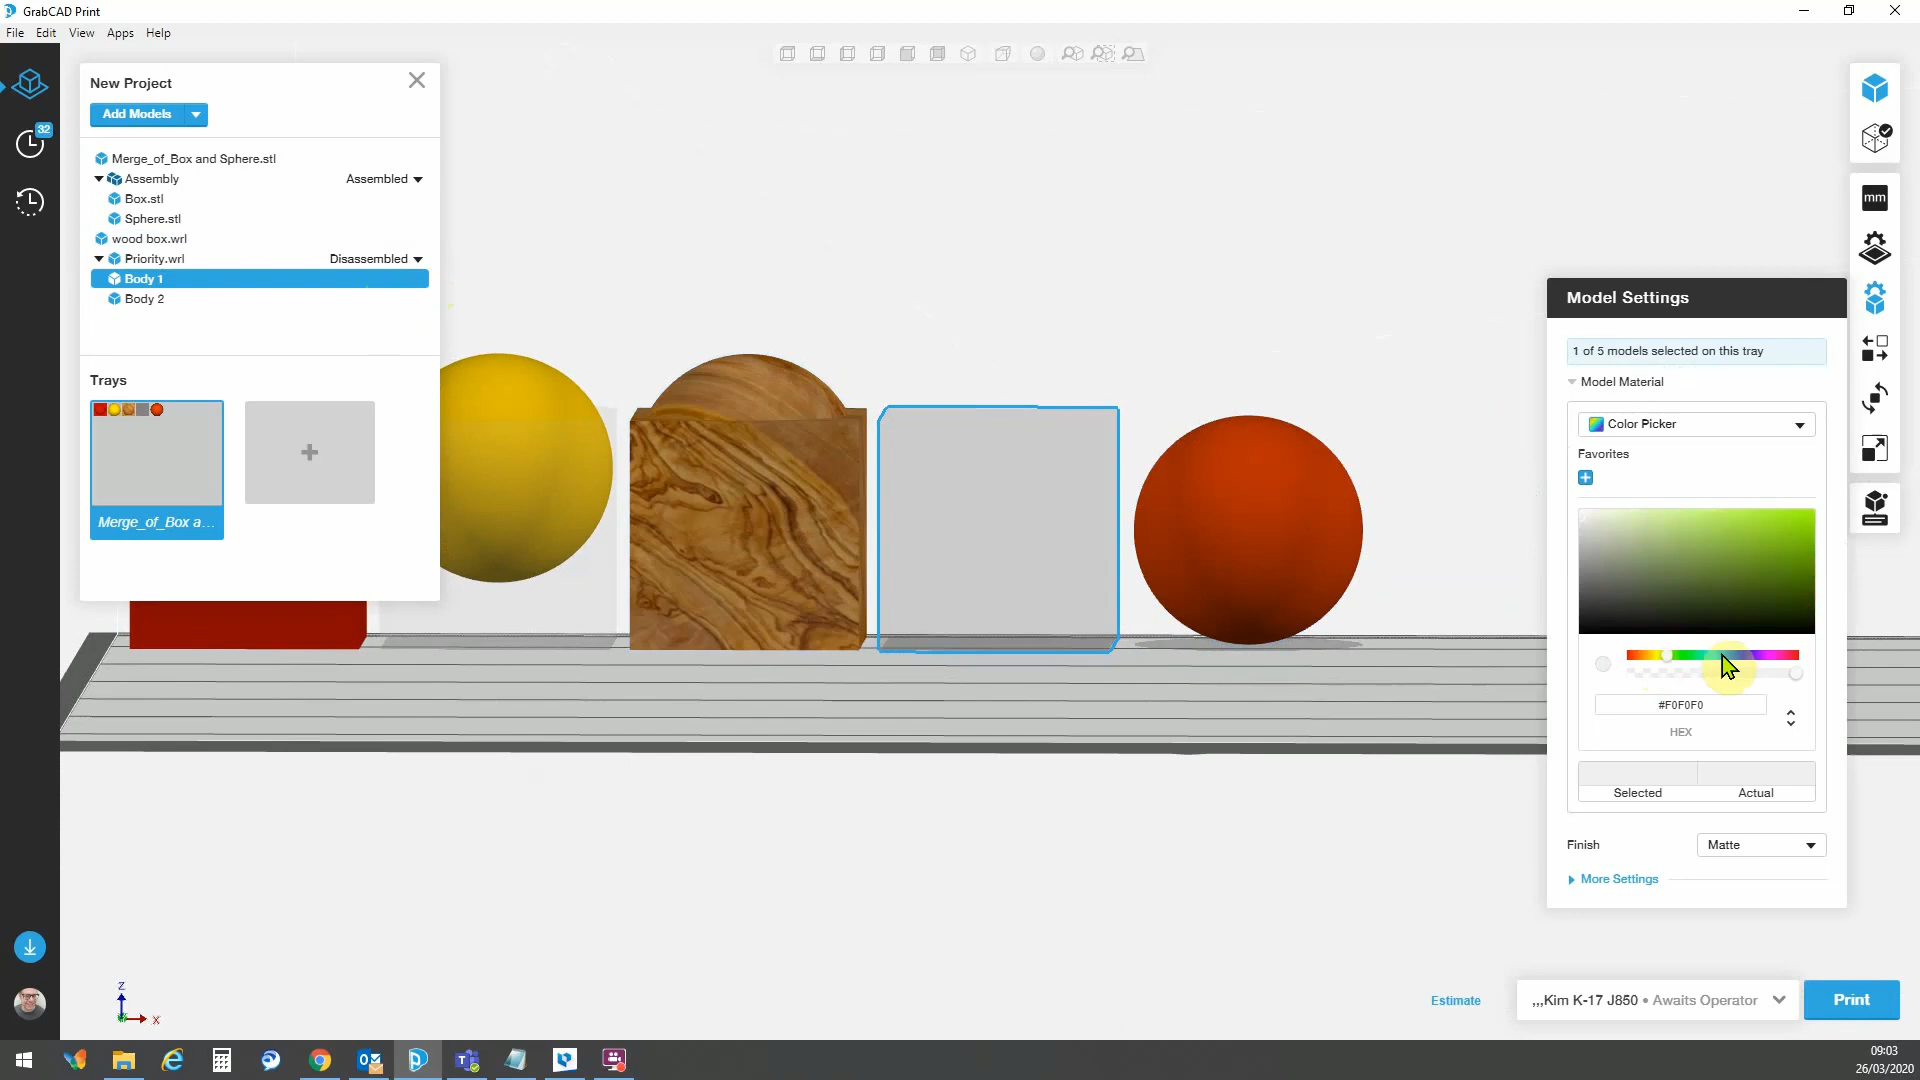 GrabCAD Print
File Edit View Apps Help
New Project
Add Models
32
Merge_of_Box and Sphere.stl
Assembly Assembled
Box.stl
Sphere.stl
wood box.wrl
Priority.wrl Disassembled
Body 1
Body 2
Trays
Merge_of_Box a...
mm
Model Settings
1 of 5 models selected on this tray
Model Material
Color Picker
Favorites
#F0F0F0
HEX
Selected Actual
Finish Matte
More Settings
Z
X
Estimate
,,,Kim K-17 J850 • Awaits Operator
Print
09:03
26/03/2020